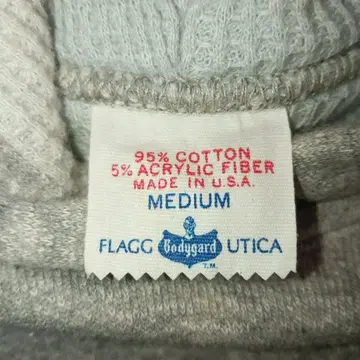 95% COTTON
5% ACRYLIC FIBER
MADE IN U.S.A.
MEDIUM
FLAGG Bodygard UTICA
T.M.